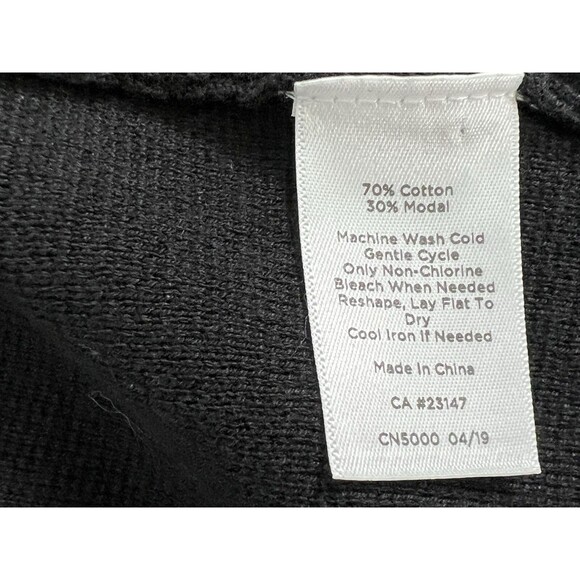 70% Cotton
30% Modal
Machine Wash Cold
Gentle Cycle
Only Non-Chlorine
Bleach When Needed
Reshape, Lay Flat To
Dry
Cool Iron If Needed
Made In China
CA #23147
CN5000 04/19